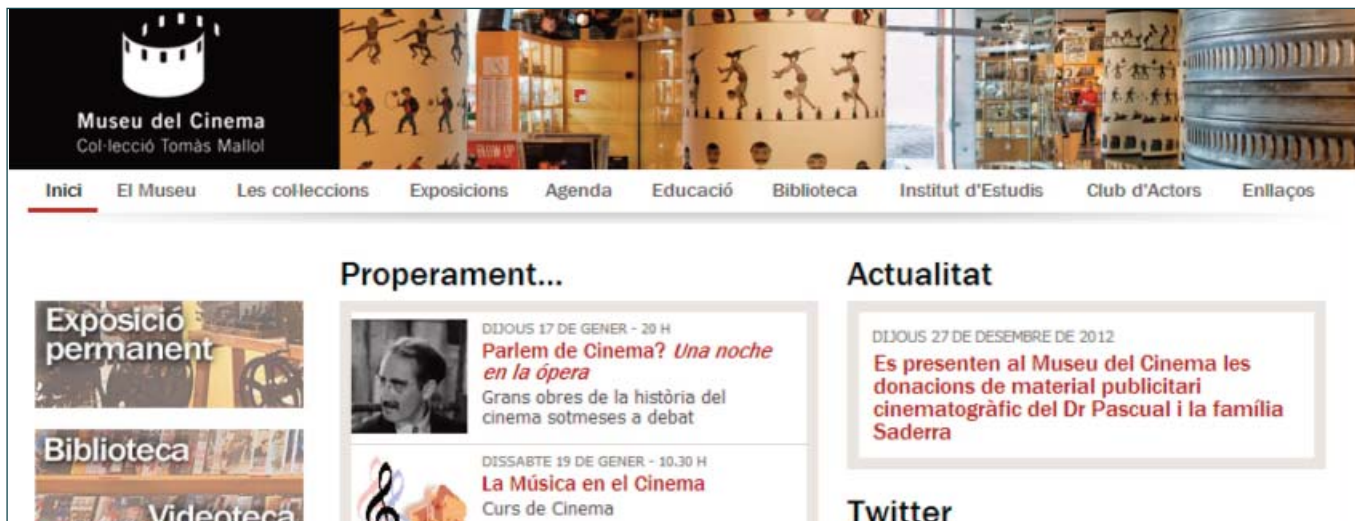 Museu del Cinema
Col·lecció Tomàs Mallol
BLOW UP
Inici El Museu Les col·leccions Exposicions Agenda Educació Biblioteca Institut d'Estudis Club d'Actors Enllaços
Exposició
permanent
Biblioteca
Videoteca
Properament...
DIJOUS 17 DE GENER - 20 H
Parlem de Cinema? Una noche
en la ópera
Grans obres de la història del
cinema sotmeses a debat
DISSABTE 19 DE GENER - 10.30 H
La Música en el Cinema
Curs de Cinema
Actualitat
DIJOUS 27 DE DESEMBRE DE 2012
Es presenten al Museu del Cinema les
donacions de material publicitari
cinematogràfic del Dr Pascual i la família
Saderra
Twitter